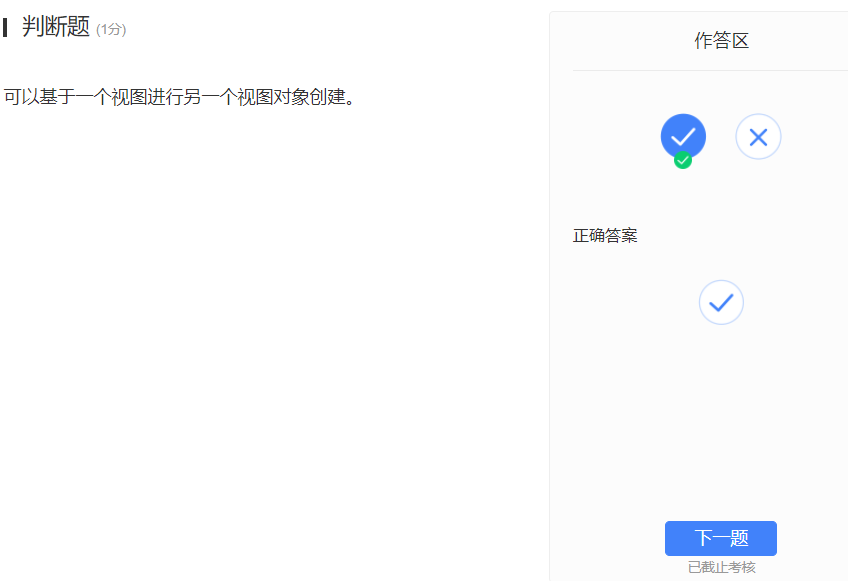 判断题 (1分)
可以基于一个视图进行另一个视图对象创建。
作答区
正确答案
下一题
已截止考核